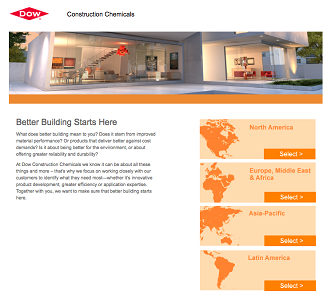 Dow
Construction Chemicals
Better Building Starts Here
What does better building mean to you? Does it stem from improved
material performance? Or products that deliver better against cost
demands? Is it about being better for the environment, or about
offering greater reliability and durability?
At Dow Construction Chemicals we know it can be about all these
things and more – that's why we focus on working closely with our
customers to identify what they need most—whether it's innovative
product development, greater efficiency or application expertise.
Together with you, we want to make sure that better building starts
here.
North America
Select >
Europe, Middle East
& Africa
Select >
Asia-Pacific
Select >
Latin America
Select >